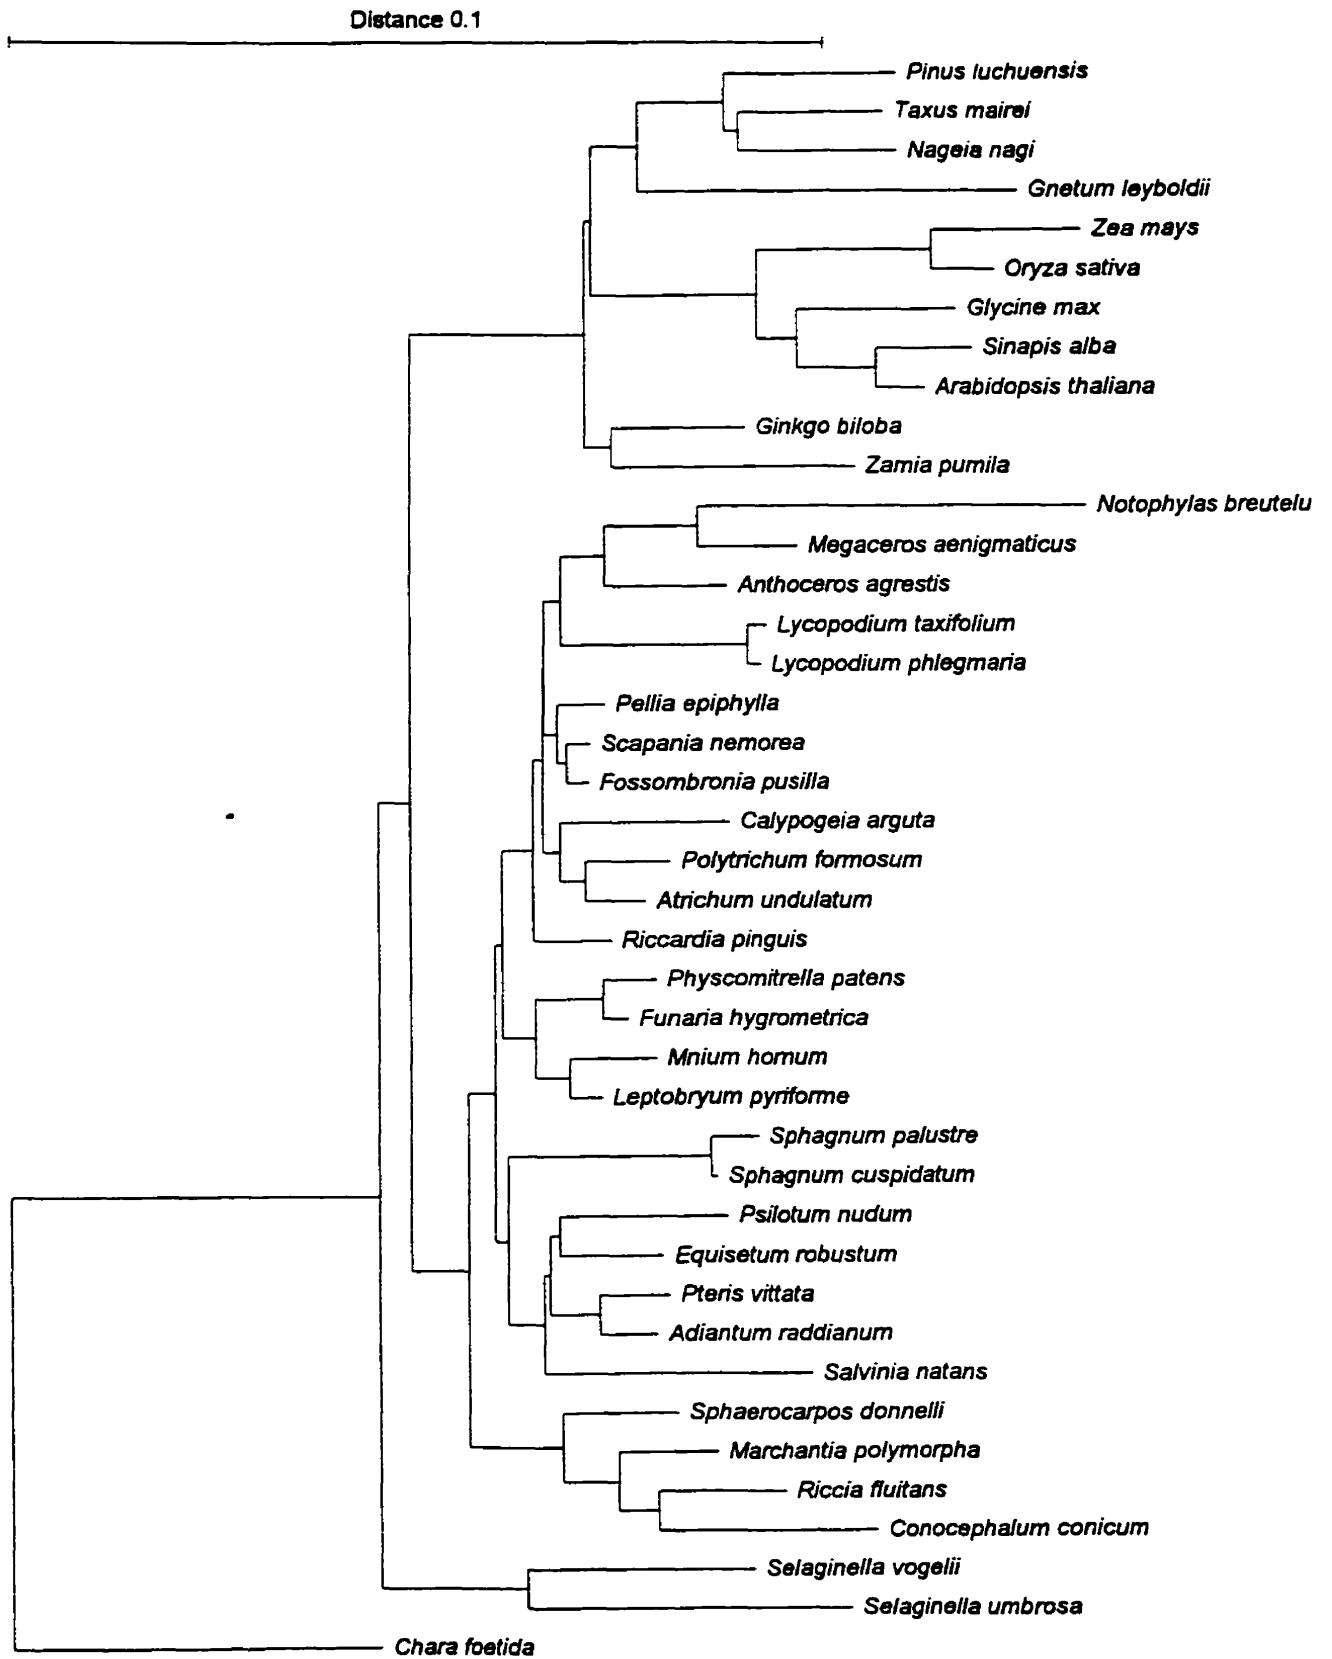 Distance 0.1
Pinus luchuensis
Taxus mairei
Nageia nagi
Gnetum leyboldii
Zea mays
Oryza sativa
Glycine max
Sinapis alba
Arabidopsis thaliana
Ginkgo biloba
Zamia pumila
Notophylas breutelu
Megaceros aenigmaticus
Anthoceros agrestis
Lycopodium taxifolium
Lycopodium phlegmaria
Pellia epiphylla
Scapania nemorea
Fossombronia pusilla
Calypogeia arguta
Polytrichum formosum
Atrichum undulatum
Riccardia pinguis
Physcomitrella patens
Funaria hygrometrica
Mnium hornum
Leptobryum pyriforme
Sphagnum palustre
Sphagnum cuspidatum
Psilotum nudum
Equisetum robustum
Pteris vittata
Adiantum raddianum
Salvinia natans
Sphaerocarpos donnelli
Marchantia polymorpha
Riccia fluitans
Conocephalum conicum
Selaginella vogelii
Selaginella umbrosa
Chara foetida